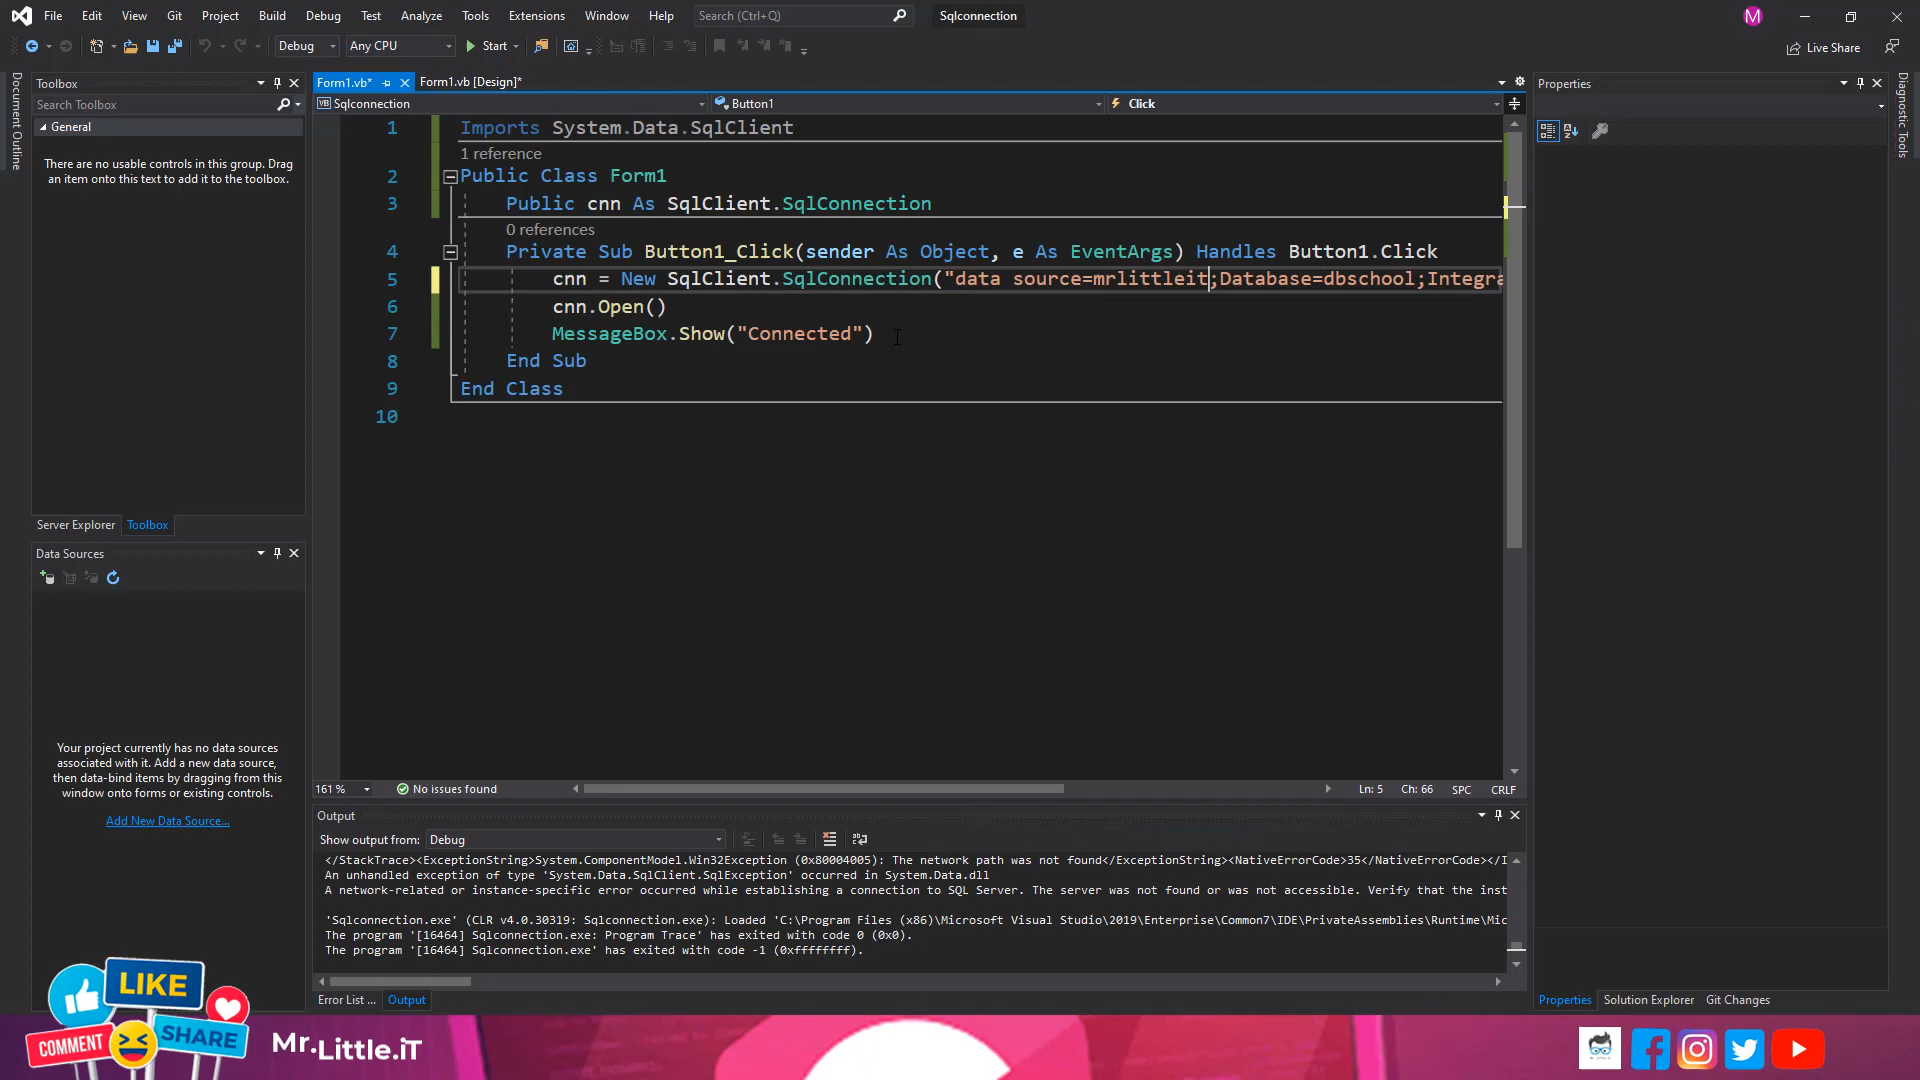 File Edit View Git Project Build Debug Test Analyze Tools Extensions Window Help Search (Ctrl+Q) Sqlconnection M
Debug Any CPU Start Live Share
Document Outline
Toolbox
Search Toolbox
General
There are no usable controls in this group. Drag
an item onto this text to add it to the toolbox.
Server Explorer Toolbox
Data Sources
Your project currently has no data sources
associated with it. Add a new data source,
then data-bind items by dragging from this
window onto forms or existing controls.
Add New Data Source...
Form1.vb* Form1.vb [Design]*
VB Sqlconnection Button1 Click
1 Imports System.Data.SqlClient
1 reference
2 Public Class Form1
3 Public cnn As SqlClient.SqlConnection
0 references
4 Private Sub Button1_Click(sender As Object, e As EventArgs) Handles Button1.Click
5 cnn = New SqlClient.SqlConnection("data source=mrlittleit;Database=dbschool;Integra
6 cnn.Open()
7 MessageBox.Show("Connected")
8 End Sub
9 End Class
10
161 % No issues found Ln: 5 Ch: 66 SPC CRLF
Output
Show output from: Debug
</StackTrace><ExceptionString>System.ComponentModel.Win32Exception (0x80004005): The network path was not found</ExceptionString><NativeErrorCode>35</NativeErrorCode></I
An unhandled exception of type 'System.Data.SqlClient.SqlException' occurred in System.Data.dll
A network-related or instance-specific error occurred while establishing a connection to SQL Server. The server was not found or was not accessible. Verify that the inst
'Sqlconnection.exe' (CLR v4.0.30319: Sqlconnection.exe): Loaded 'C:\Program Files (x86)\Microsoft Visual Studio\2019\Enterprise\Common7\IDE\PrivateAssemblies\Runtime\Mic
The program '[16464] Sqlconnection.exe: Program Trace' has exited with code 0 (0x0).
The program '[16464] Sqlconnection.exe' has exited with code -1 (0xffffffff).
Error List ... Output
Properties
Diagnostic Tools
Properties Solution Explorer Git Changes
LIKE
COMMENT
SHARE
Mr.Little.iT